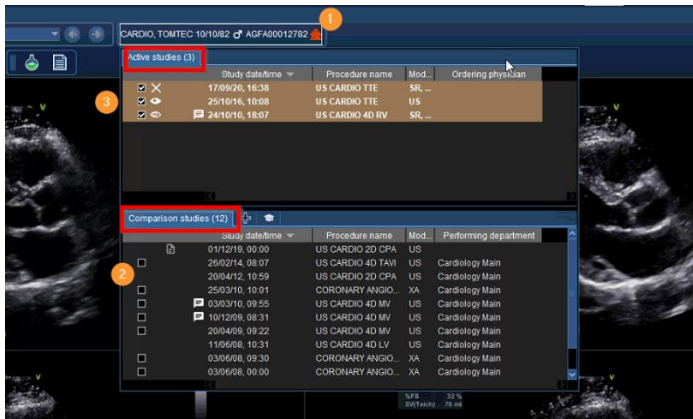 1
CARDIO, TOMTEC 10/10/82 ♂ AGFA00012782
Active studies (3)
Study date/time Procedure name Mod... Ordering physician
3
17/09/20, 16:38 US CARDIO TTE SR, ...
25/10/16, 10:08 US CARDIO TTE US
24/10/10, 18:07 US CARDIO 4D RV SR, ...
Comparison studies (12)
Study date/time Procedure name Mod... Performing department
01/12/19, 00:00 US CARDIO 2D CPA US
2
26/02/14, 08:07 US CARDIO 4D TAVI US Cardiology Main
20/04/12, 10:59 US CARDIO 2D CPA US Cardiology Main
25/03/10, 10:01 CORONARY ANGIO... XA Cardiology Main
03/03/10, 09:55 US CARDIO 4D MV US Cardiology Main
10/12/09, 08:31 US CARDIO 4D MV US Cardiology Main
20/04/09, 09:22 US CARDIO 4D MV US Cardiology Main
11/06/08, 10:31 US CARDIO 4D LV US Cardiology Main
03/06/08, 09:30 CORONARY ANGIO... XA Cardiology Main
03/06/08, 00:00 CORONARY ANGIO... XA Cardiology Main
%FS 32 %
SV(Teich) 76 ml
V
V
V
V